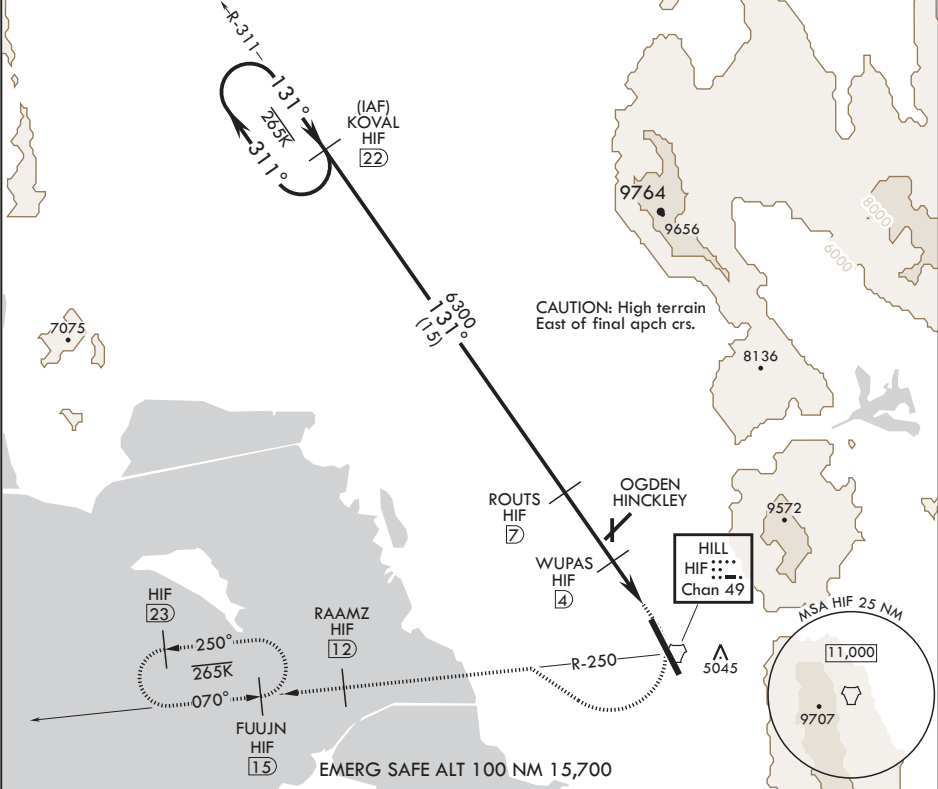 R-311
131°
265K
311°
(IAF)
KOVAL
HIF
22
9764
9656
8000
6000
6300
131°
(15)
CAUTION: High terrain
East of final apch crs.
7075
8136
ROUTS
HIF
7
OGDEN
HINCKLEY
9572
WUPAS
HIF
4
HILL
HIF
Chan 49
HIF
23
RAAMZ
HIF
12
250°
265K
070°
R-250
5045
FUUJN
HIF
15
MSA HIF 25 NM
11,000
9707
EMERG SAFE ALT 100 NM 15,700